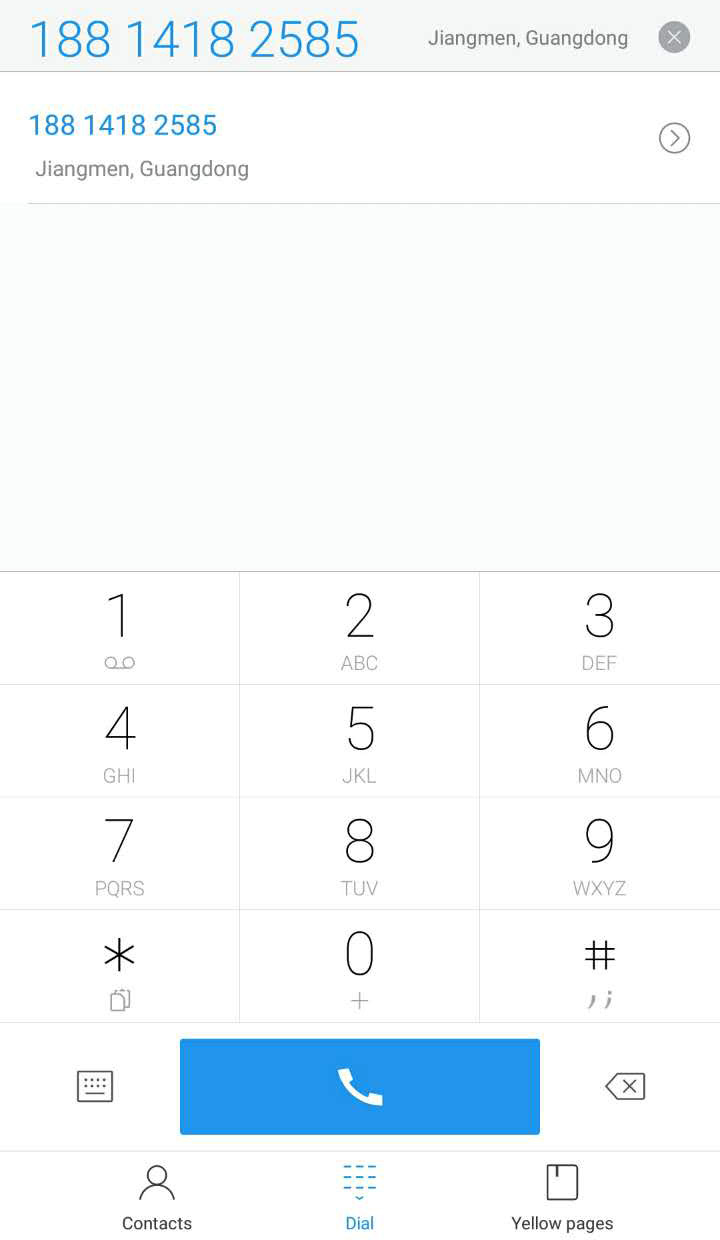 188 1418 2585 Jiangmen, Guangdong
188 1418 2585
Jiangmen, Guangdong
1 2 3
ABC DEF
4 5 6
GHI JKL MNO
7 8 9
PQRS TUV WXYZ
* 0 #
+ , ;
Contacts Dial Yellow pages